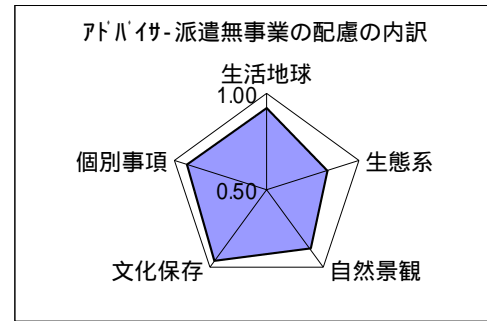 ｱﾄﾞﾊﾞｲｻ-派遣無事業の配慮の内訳
生活地球
1.00
個別事項
生態系
0.50
文化保存
自然景観